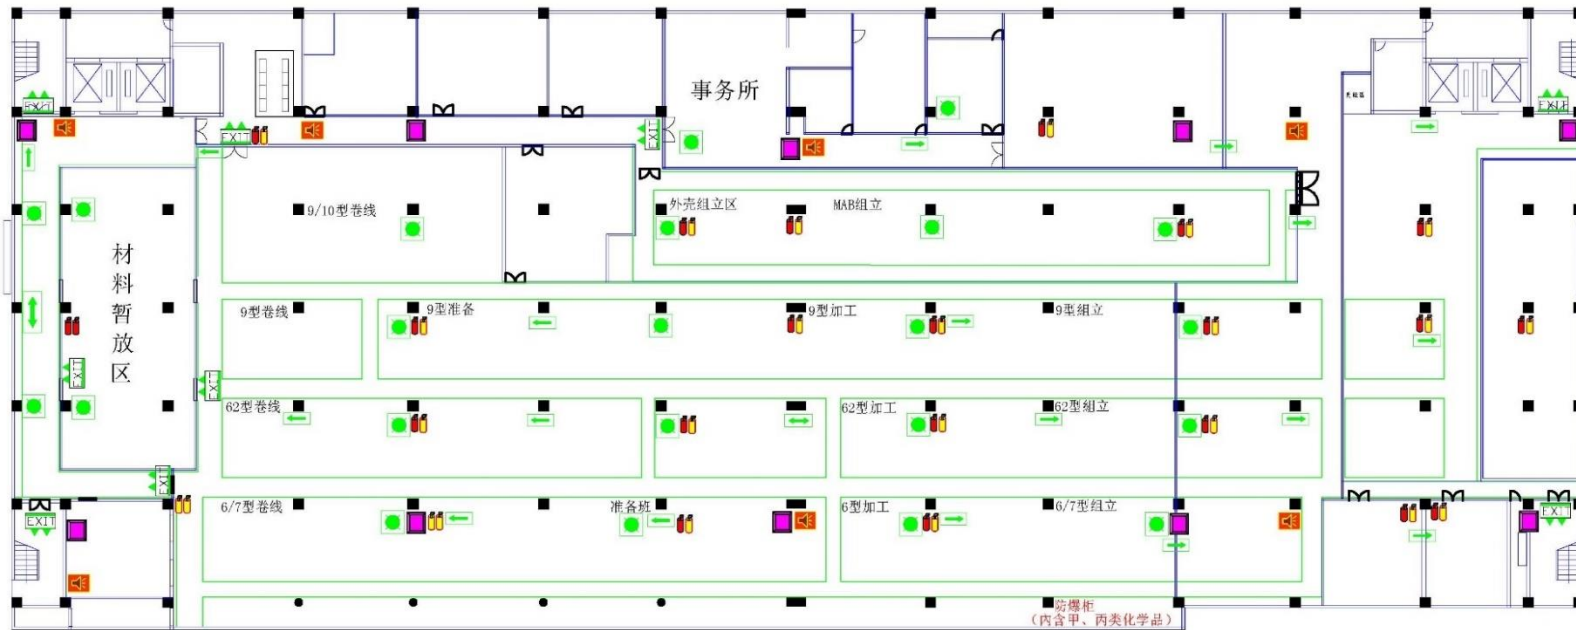 事务所
EXIT
EXIT
EXIT
EXIT
9/10型卷线
外壳组立区
MAB组立
材料暂放区
9型卷线
9型准备
9型加工
9型组立
EXIT
EXIT
62型卷线
62型加工
62型组立
EXIT
6/7型卷线
准备班
6型加工
6/7型组立
EXIT
EXIT
防爆柜
(内含甲、丙类化学品)